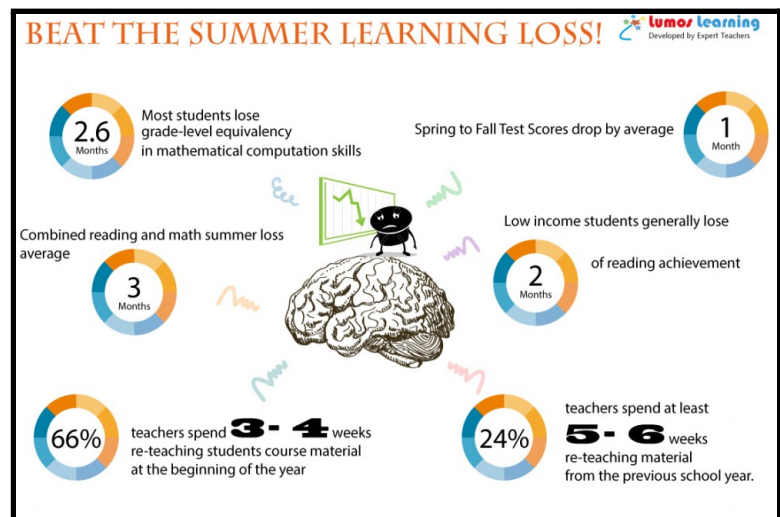 BEAT THE SUMMER LEARNING LOSS!
Lumos Learning
Developed by Expert Teachers
2.6
Months
Most students lose
grade-level equivalency
in mathematical computation skills
Spring to Fall Test Scores drop by average
1
Month
Combined reading and math summer loss
average
3
Months
Low income students generally lose
2
Months
of reading achievement
66%
teachers spend 3- 4 weeks
re-teaching students course material
at the beginning of the year
24%
teachers spend at least
5- 6 weeks
re-teaching material
from the previous school year.